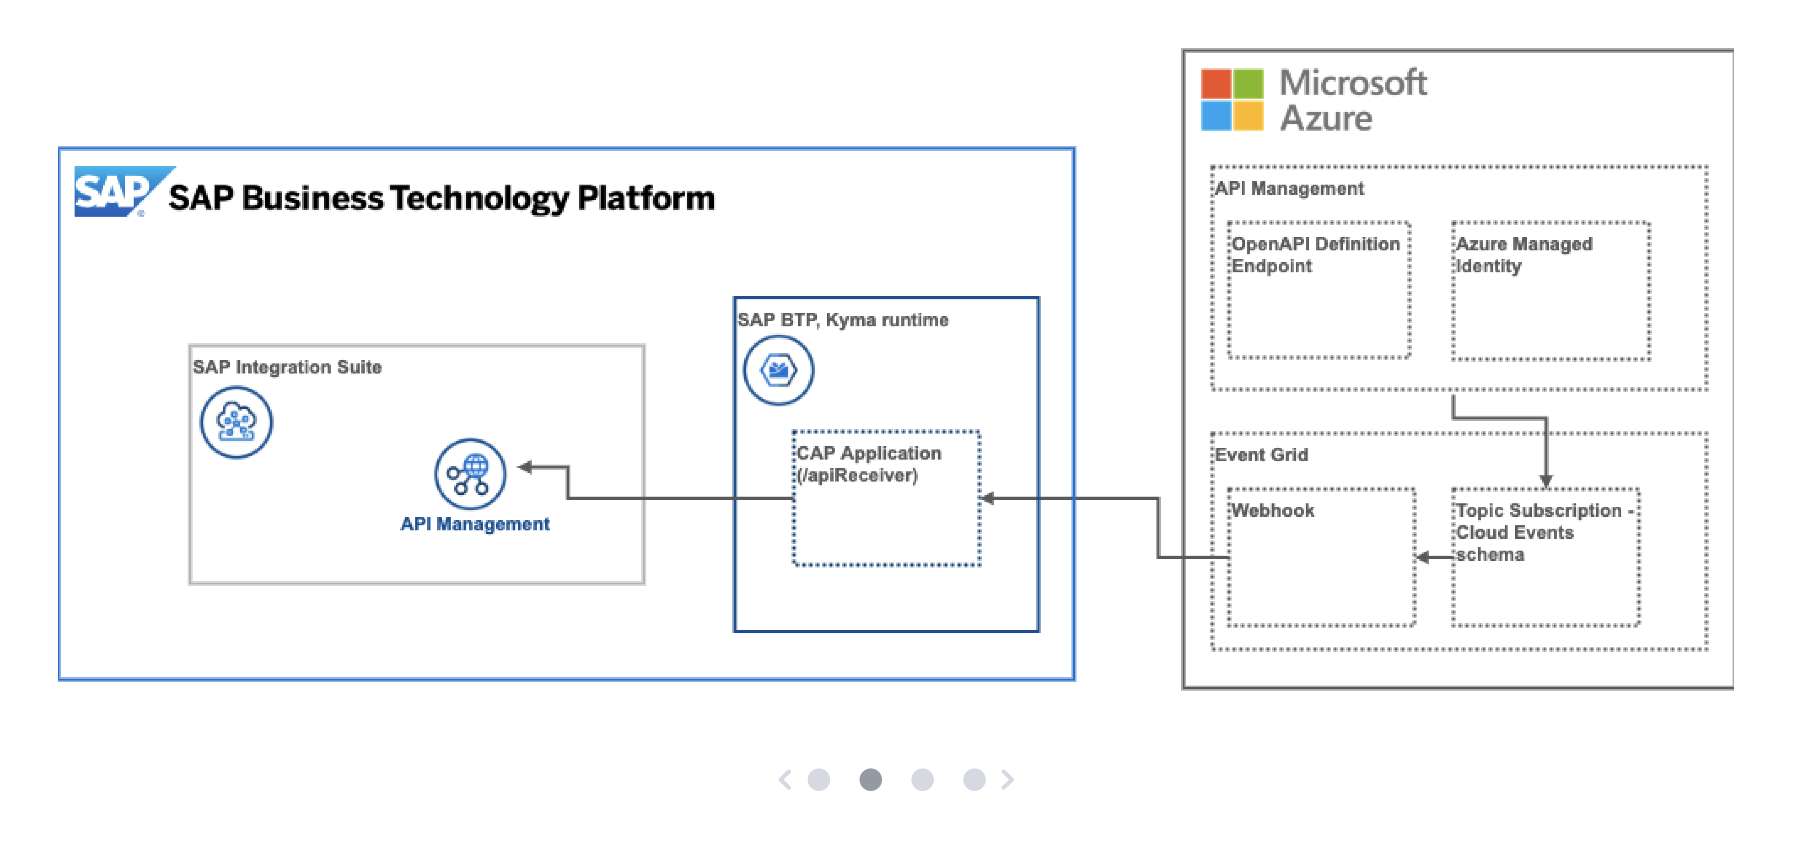 SAP
®
SAP Business Technology Platform
SAP Integration Suite
API Management
SAP BTP, Kyma runtime
CAP Application
(/apiReceiver)
Microsoft
Azure
API Management
OpenAPI Definition
Endpoint
Azure Managed
Identity
Event Grid
Webhook
Topic Subscription -
Cloud Events
schema